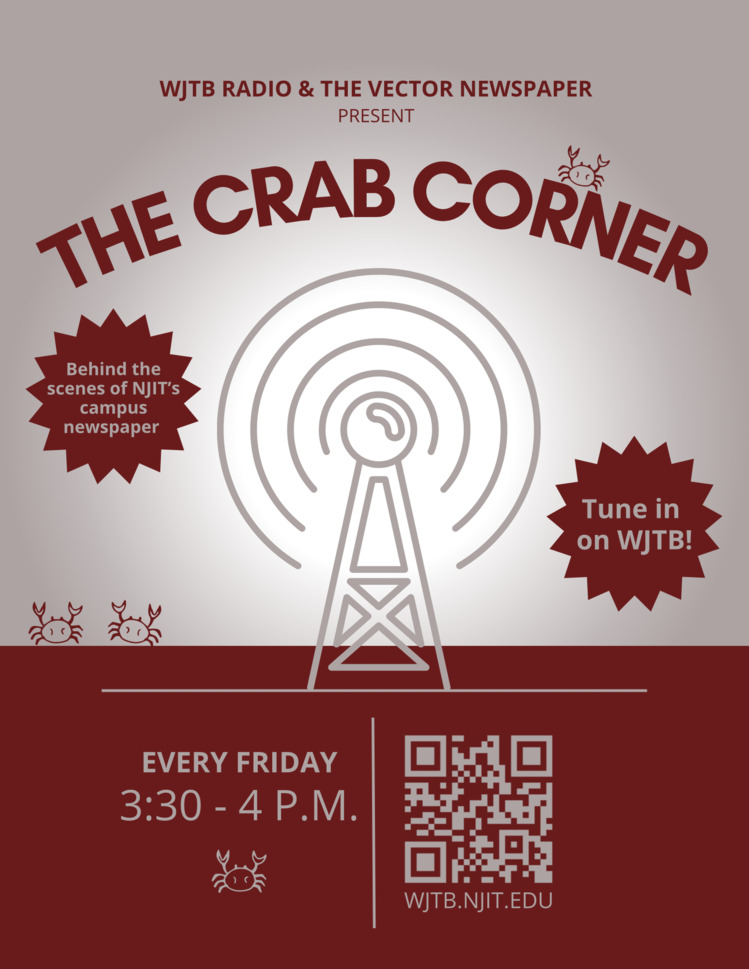 WJTB RADIO & THE VECTOR NEWSPAPER
PRESENT
THE CRAB CORNER
Behind the
scenes of NJIT’s
campus
newspaper
Tune in
on WJTB!
EVERY FRIDAY
3:30 - 4 P.M.
WJTB.NJIT.EDU